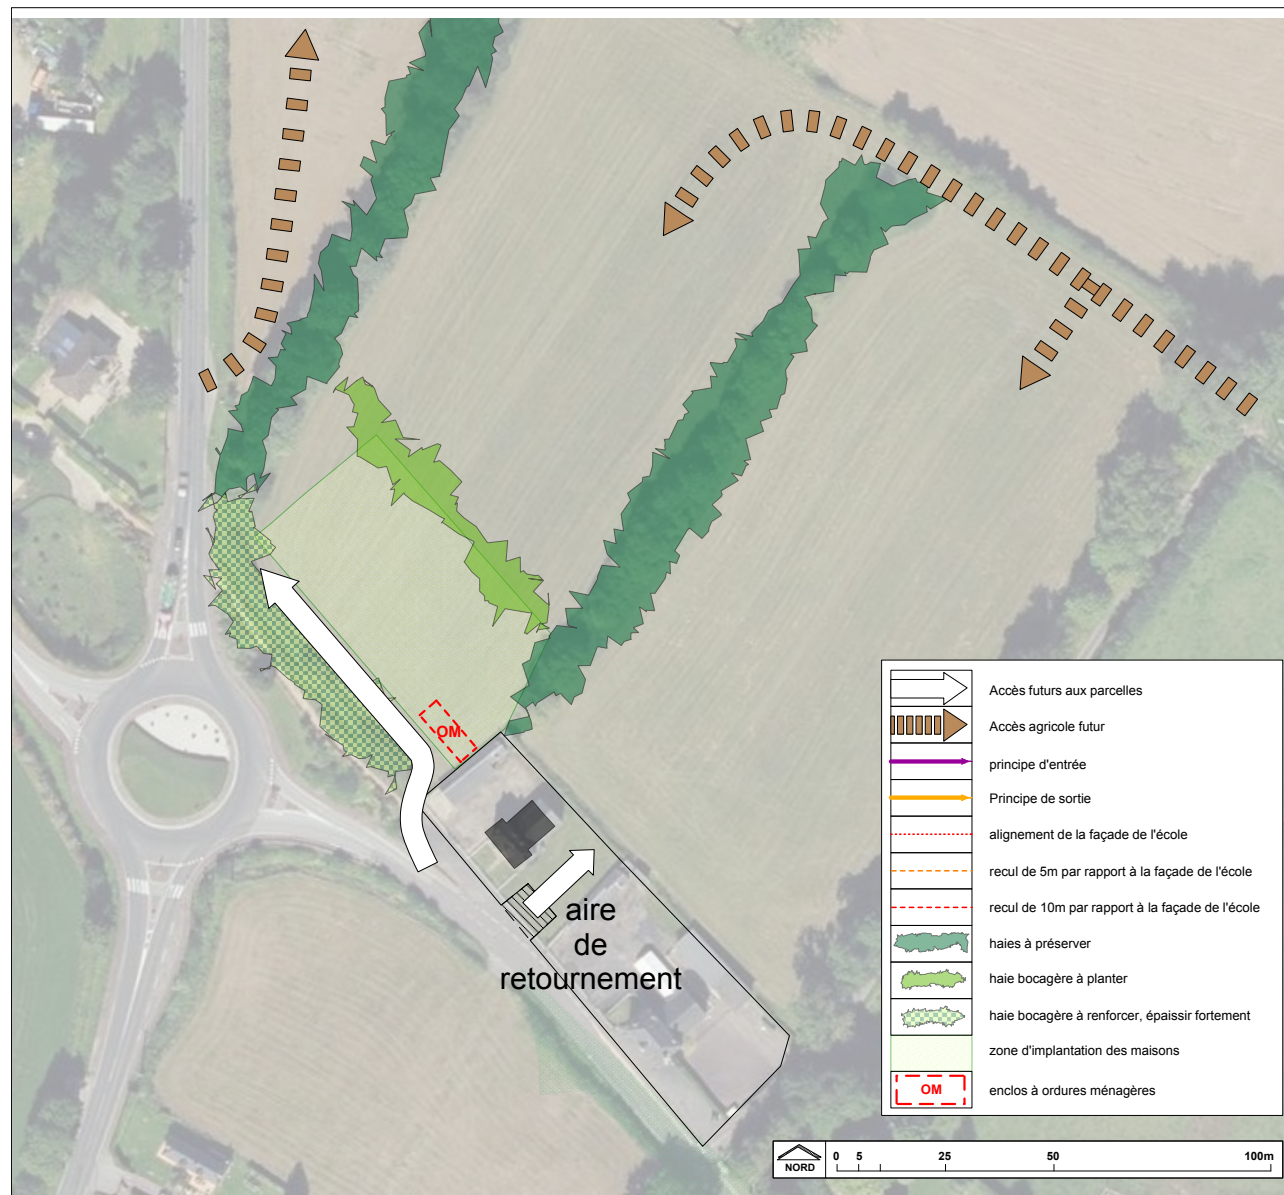 OM
aire
de
retournement
Accès futurs aux parcelles
Accès agricole futur
principe d'entrée
Principe de sortie
alignement de la façade de l'école
recul de 5m par rapport à la façade de l'école
recul de 10m par rapport à la façade de l'école
haies à préserver
haie bocagère à planter
haie bocagère à renforcer, épaissir fortement
zone d'implantation des maisons
OM enclos à ordures ménagères
NORD 0 5 25 50 100m